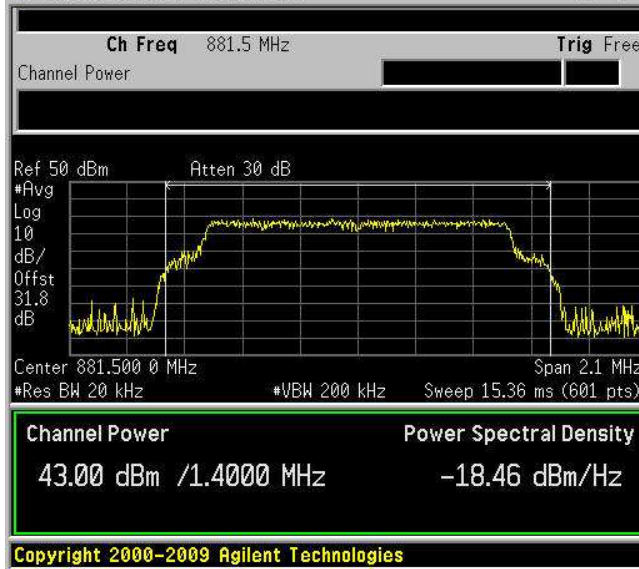 Ch Freq 881.5 MHz Trig Free
Channel Power
Ref 50 dBm Atten 30 dB
#Avg
Log
10
dB/
Offst
31.8
dB
Center 881.500 0 MHz Span 2.1 MHz
#Res BW 20 kHz #VBW 200 kHz Sweep 15.36 ms (601 pts)
Channel Power Power Spectral Density
43.00 dBm /1.4000 MHz -18.46 dBm/Hz
Copyright 2000-2009 Agilent Technologies